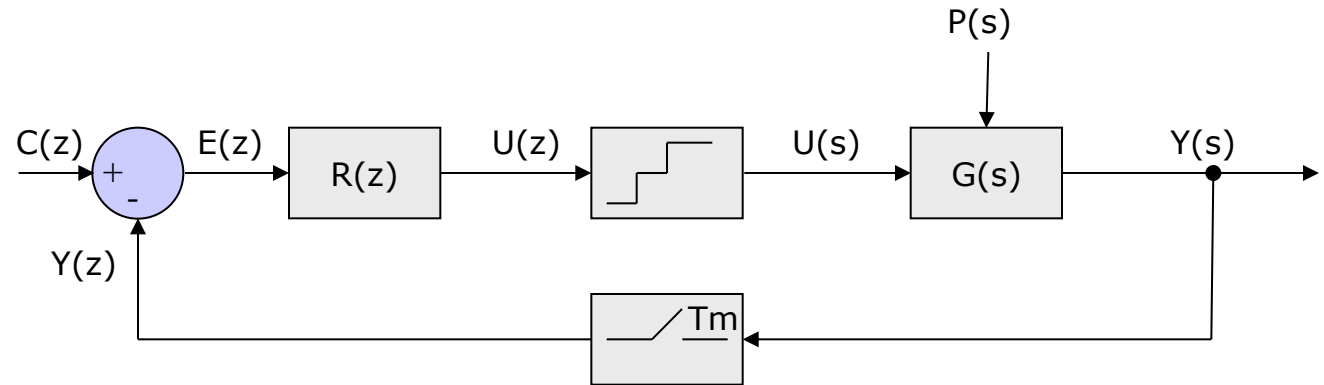 P(s)
C(z)
E(z)
U(z)
U(s)
Y(s)
+
-
R(z)
G(s)
Y(z)
Tm